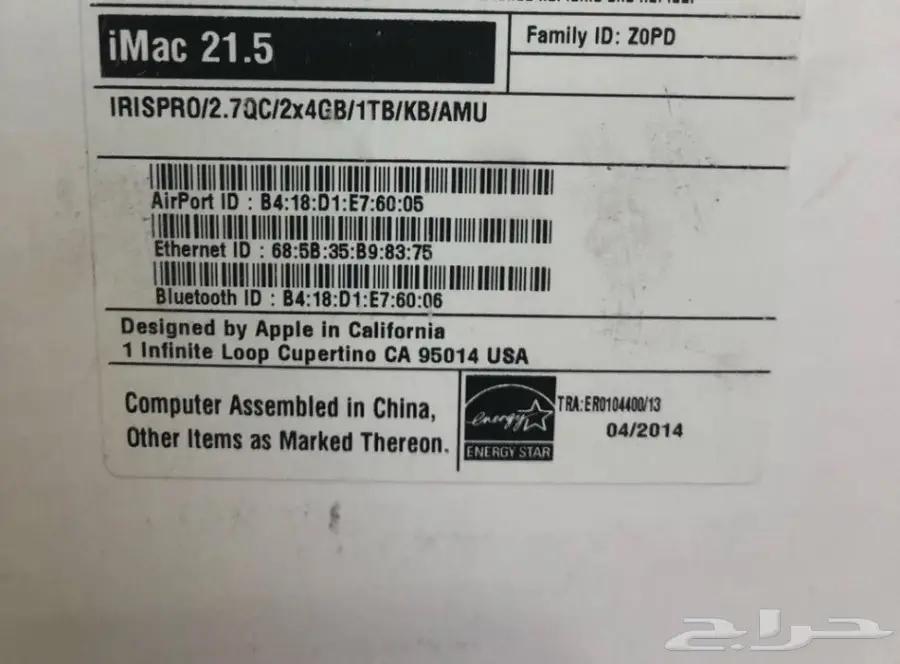 iMac 21.5
Family ID: Z0PD
IRISPRO/2.7QC/2x4GB/1TB/KB/AMU
AirPort ID : B4:18:D1:E7:60:05
Ethernet ID : 68:5B:35:B9:83:75
Bluetooth ID : B4:18:D1:E7:60:06
Designed by Apple in California
1 Infinite Loop Cupertino CA 95014 USA
Computer Assembled in China,
Other Items as Marked Thereon.
energy
ENERGY STAR
TRA:ER0104400/13
04/2014
حراج